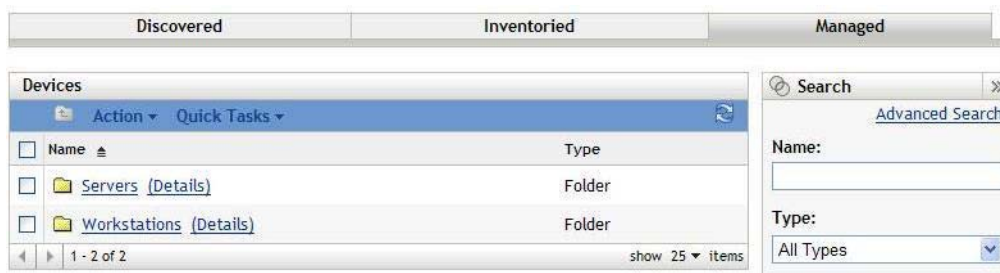 Discovered Inventoried Managed
Devices
Action Quick Tasks
Name Type
Servers (Details) Folder
Workstations (Details) Folder
1 - 2 of 2 show 25 items
Search
Advanced Search
Name:
Type:
All Types